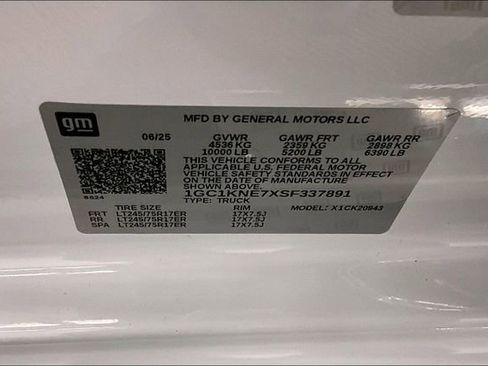 gm
MFD BY GENERAL MOTORS LLC
06/25 GVWR GAWR FRT GAWR RR
4536 KG 2359 KG 2898 KG
10000 LB 5200 LB 6390 LB
THIS VEHICLE CONFORMS TO ALL
APPLICABLE U.S. FEDERAL MOTOR
VEHICLE SAFETY STANDARDS IN
EFFECT ON THE DATE OF MANUFACTURE
SHOWN ABOVE.
1GC1KNE7XSF337891
TYPE: TRUCK
TIRE SIZE RIM MODEL: X1CK20943
FRT LT245/75R17ER 17X7.5J
RR LT245/75R17ER 17X7.5J
SPA LT245/75R17ER 17X7.5J